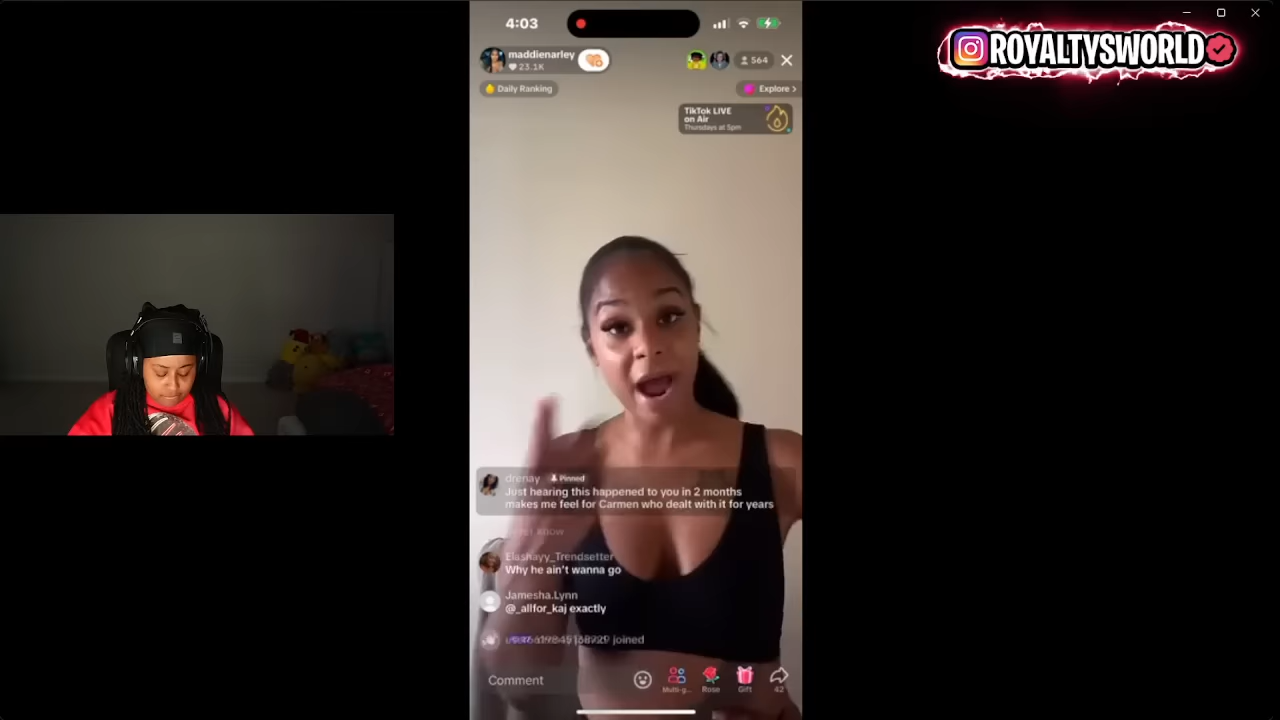 4:03
ROYALTYSWORLD
maddienarley
23.1K
564
Daily Ranking
Explore >
TikTok LIVE
on Air
Thursdays at 5pm
drenay Pinned
Just hearing this happened to you in 2 months
makes me feel for Carmen who dealt with it for years
Elashayy_Trendsetter
Why he ain't wanna go
Jamesha.Lynn
@_allfor_kaj exactly
joined
Comment
Multi-g...
Rose
Gift
42